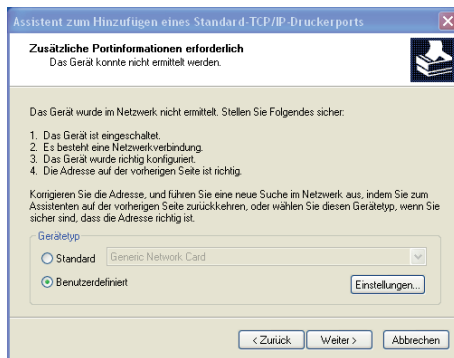 Assistent zum Hinzufügen eines Standard-TCP/IP-Druckerports
Zusätzliche Portinformationen erforderlich
Das Gerät konnte nicht ermittelt werden.
Das Gerät wurde im Netzwerk nicht ermittelt. Stellen Sie Folgendes sicher:
1. Das Gerät ist eingeschaltet.
2. Es besteht eine Netzwerkverbindung.
3. Das Gerät wurde richtig konfiguriert.
4. Die Adresse auf der vorherigen Seite ist richtig.
Korrigieren Sie die Adresse, und führen Sie eine neue Suche im Netzwerk aus, indem Sie zum
Assistenten auf der vorherigen Seite zurückkehren, oder wählen Sie diesen Gerätetyp, wenn Sie
sicher sind, dass die Adresse richtig ist.
Gerätetyp
Standard Generic Network Card
Benutzerdefiniert Einstellungen...
< Zurück Weiter > Abbrechen